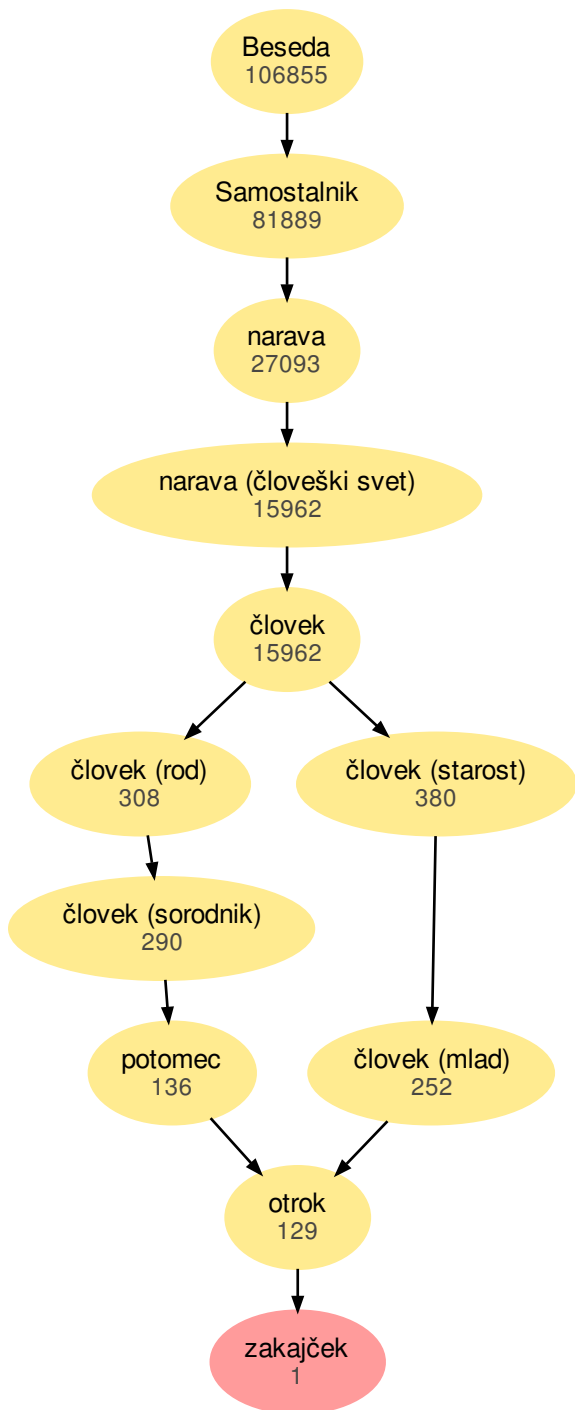 Beseda
106855
Samostalnik
81889
narava
27093
narava (človeški svet)
15962
človek
15962
človek (rod)
308
človek (starost)
380
človek (sorodnik)
290
potomec
136
človek (mlad)
252
otrok
129
zakajček
1